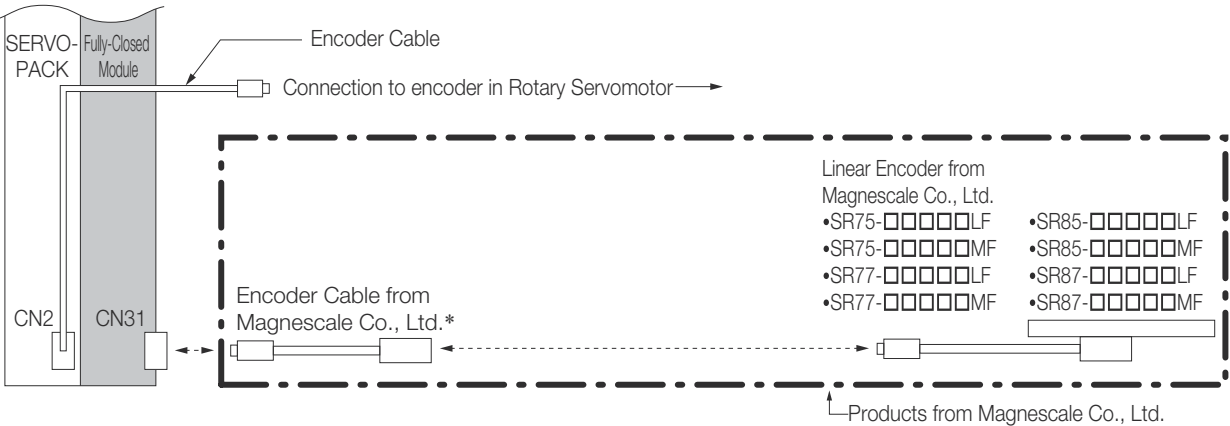 SERVO-
PACK
Fully-Closed
Module
Encoder Cable
Connection to encoder in Rotary Servomotor
Linear Encoder from
Magnescale Co., Ltd.
•SR75-□□□□□LF
•SR75-□□□□□MF
•SR77-□□□□□LF
•SR77-□□□□□MF
•SR85-□□□□□LF
•SR85-□□□□□MF
•SR87-□□□□□LF
•SR87-□□□□□MF
CN2
CN31
Encoder Cable from
Magnescale Co., Ltd.*
Products from Magnescale Co., Ltd.